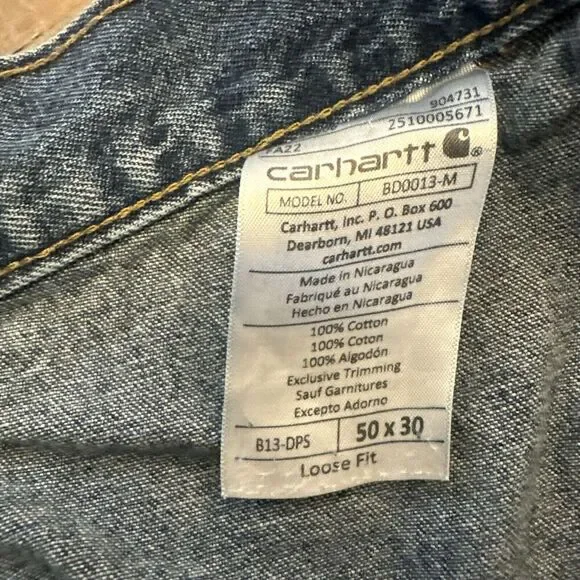 904731
A22 2510005671
carhartt
MODEL NO. BD0013-M
Carhartt, Inc. P. O. Box 600
Dearborn, MI 48121 USA
carhartt.com
Made in Nicaragua
Fabriqué au Nicaragua
Hecho en Nicaragua
100% Cotton
100% Coton
100% Algodón
Exclusive Trimming
Sauf Garnitures
Excepto Adorno
B13-DPS 50 x 30
Loose Fit